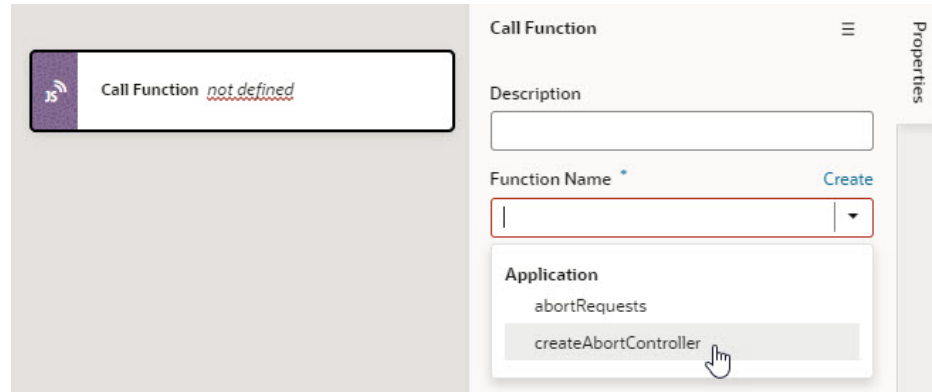 Call Function
Properties
JS
Call Function not defined
Description
Function Name *
Create
Application
abortRequests
createAbortController